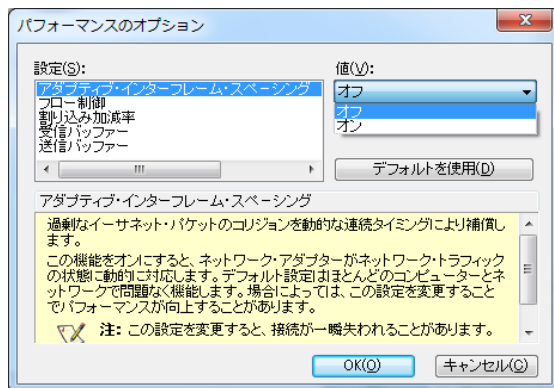 パフォーマンスのオプション
設定(S):
アダプティブ・インターフレーム・スペーシング
フロー制御
割り込み加減率
受信バッファー
送信バッファー
値(V):
オフ
オフ
オン
デフォルトを使用(D)
アダプティブ・インターフレーム・スペーシング
過剰なイーサネット・パケットのコリジョンを動的な連続タイミングにより補償し
ます。
この機能をオンにすると、ネットワーク・アダプターがネットワーク・トラフィック
の状態に動的に対応します。デフォルト設定はほとんどのコンピューターとネ
ットワークで問題なく機能します。場合によっては、この設定を変更すること
でパフォーマンスが向上することがあります。
注: この設定を変更すると、接続が一瞬失われることがあります。
OK(O)
キャンセル(C)